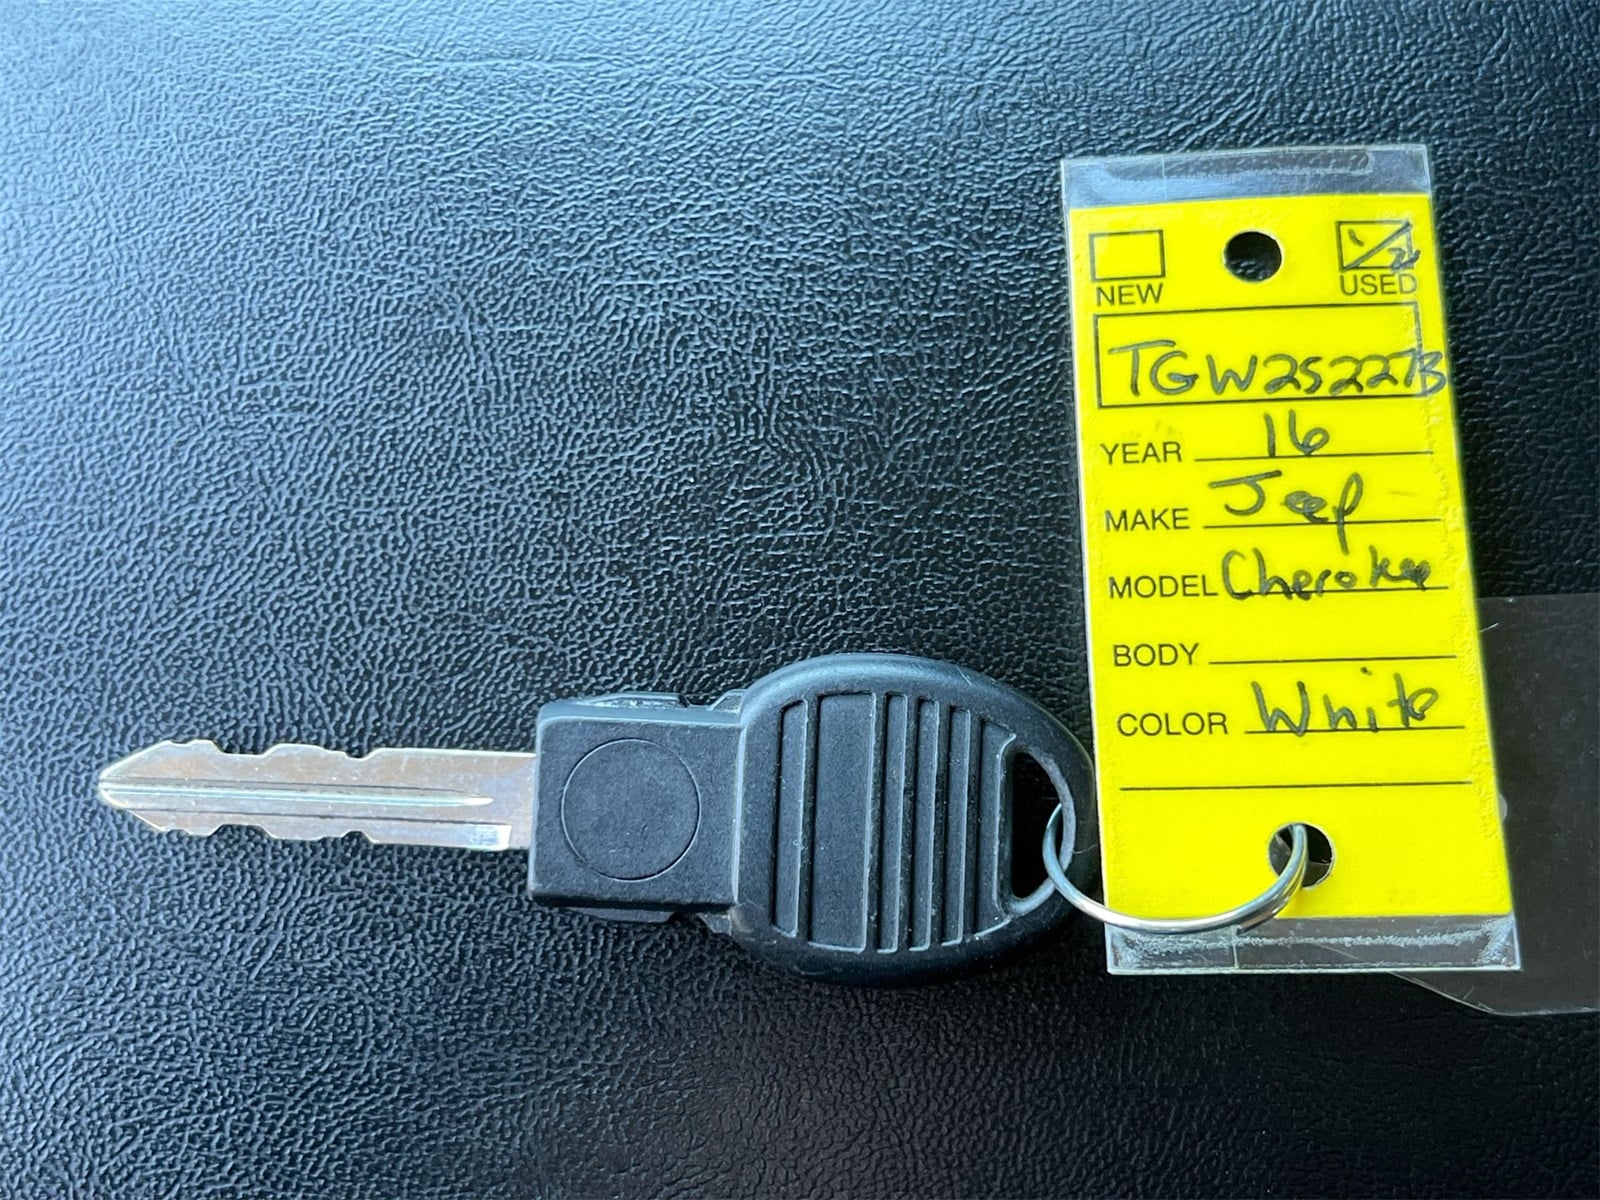 NEW USED
TGW252273
YEAR 16
MAKE Jeep
MODEL Cherokee
BODY
COLOR White